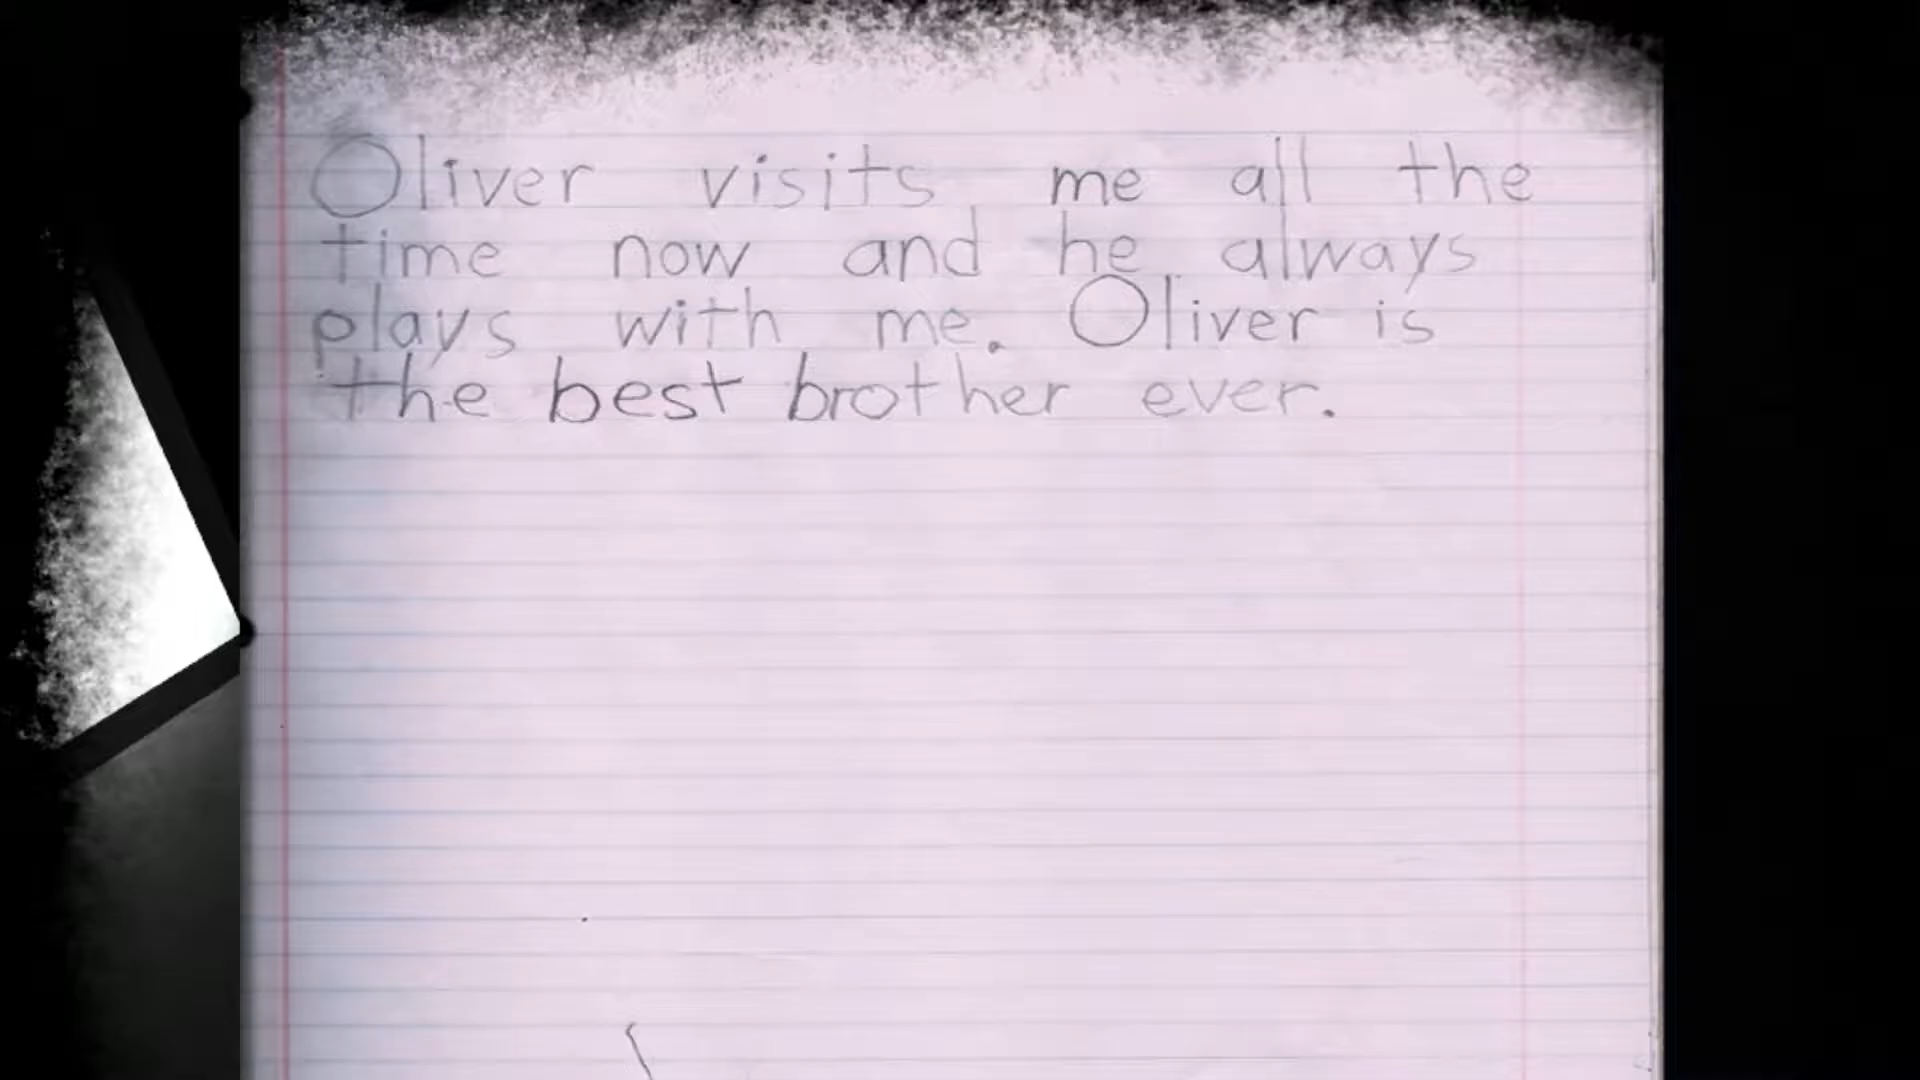 Oliver visits me all the
time now and he always
plays with me. Oliver is
the best brother ever.